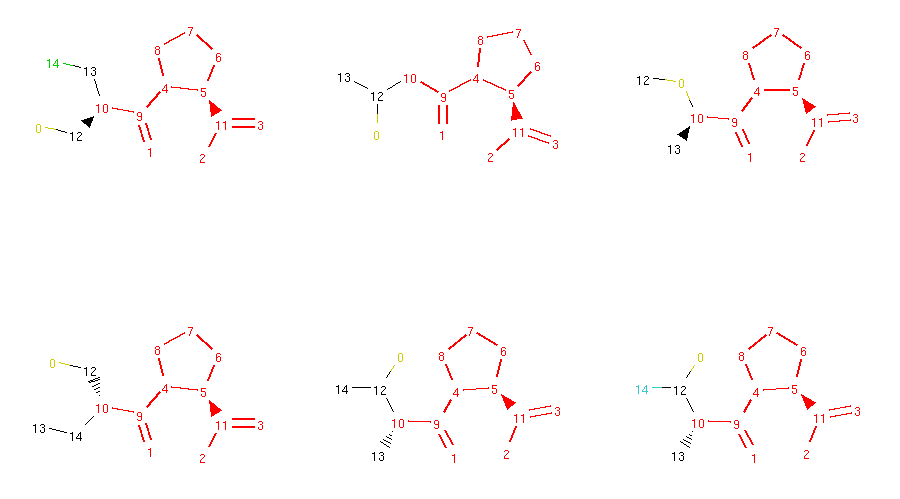 7 7 7
8 8 8
6 6 6
14 13 13 12 0
4 5 4 5 4 5
10 10 10
9 9 9
0 12 12 11 3 11 3 11 3
1 0 1 13 1
2 2 2
7 7 7
8 6 8 6 8 6
0 12 0 0
4 5 14 12 4 5 14 12 4 5
10 10 10
9 11 3 9 11 3 9 11 3
13 14
1 2 13 1 2 13 1 2